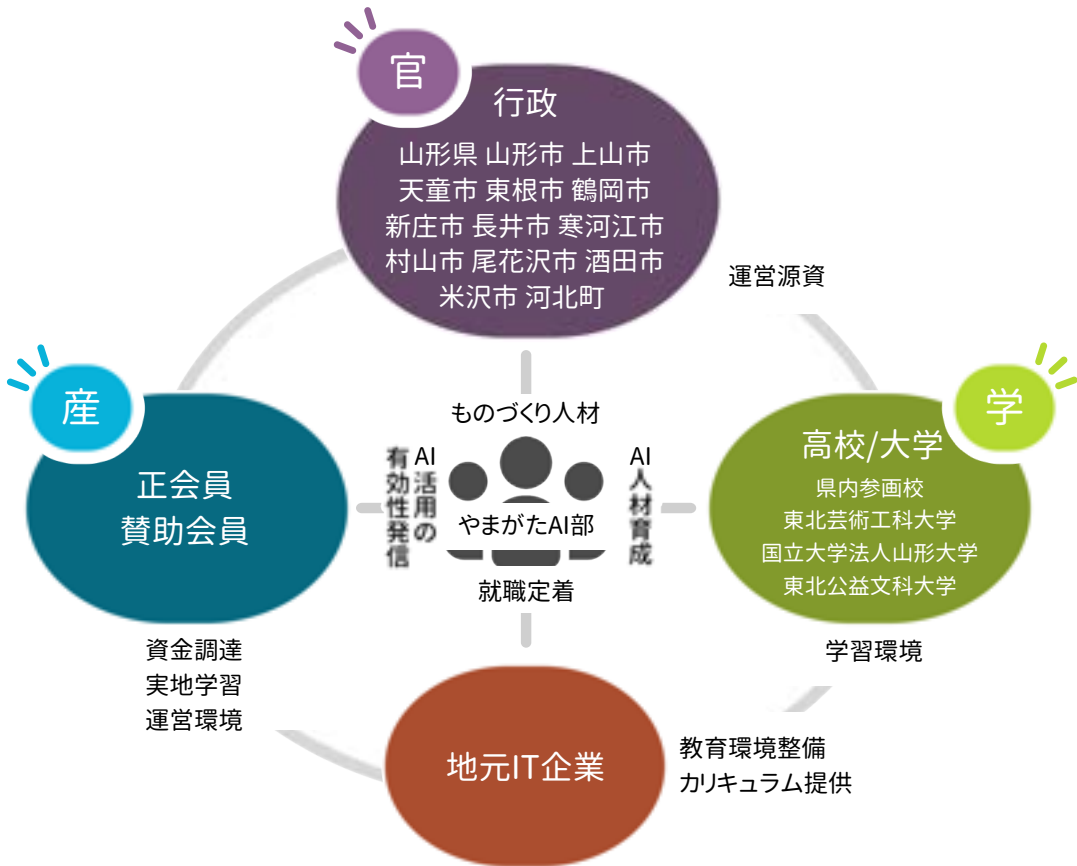 官
行政
山形県 山形市 上山市
天童市 東根市 鶴岡市
新庄市 長井市 寒河江市
村山市 尾花沢市 酒田市
米沢市 河北町
運営源資
産
正会員
賛助会員
資金調達
実地学習
運営環境
ものづくり人材
AI活用の
有効性発信
やまがたAI部
AI人材育成
就職定着
学
高校/大学
県内参画校
東北芸術工科大学
国立大学法人山形大学
東北公益文科大学
学習環境
地元IT企業
教育環境整備
カリキュラム提供